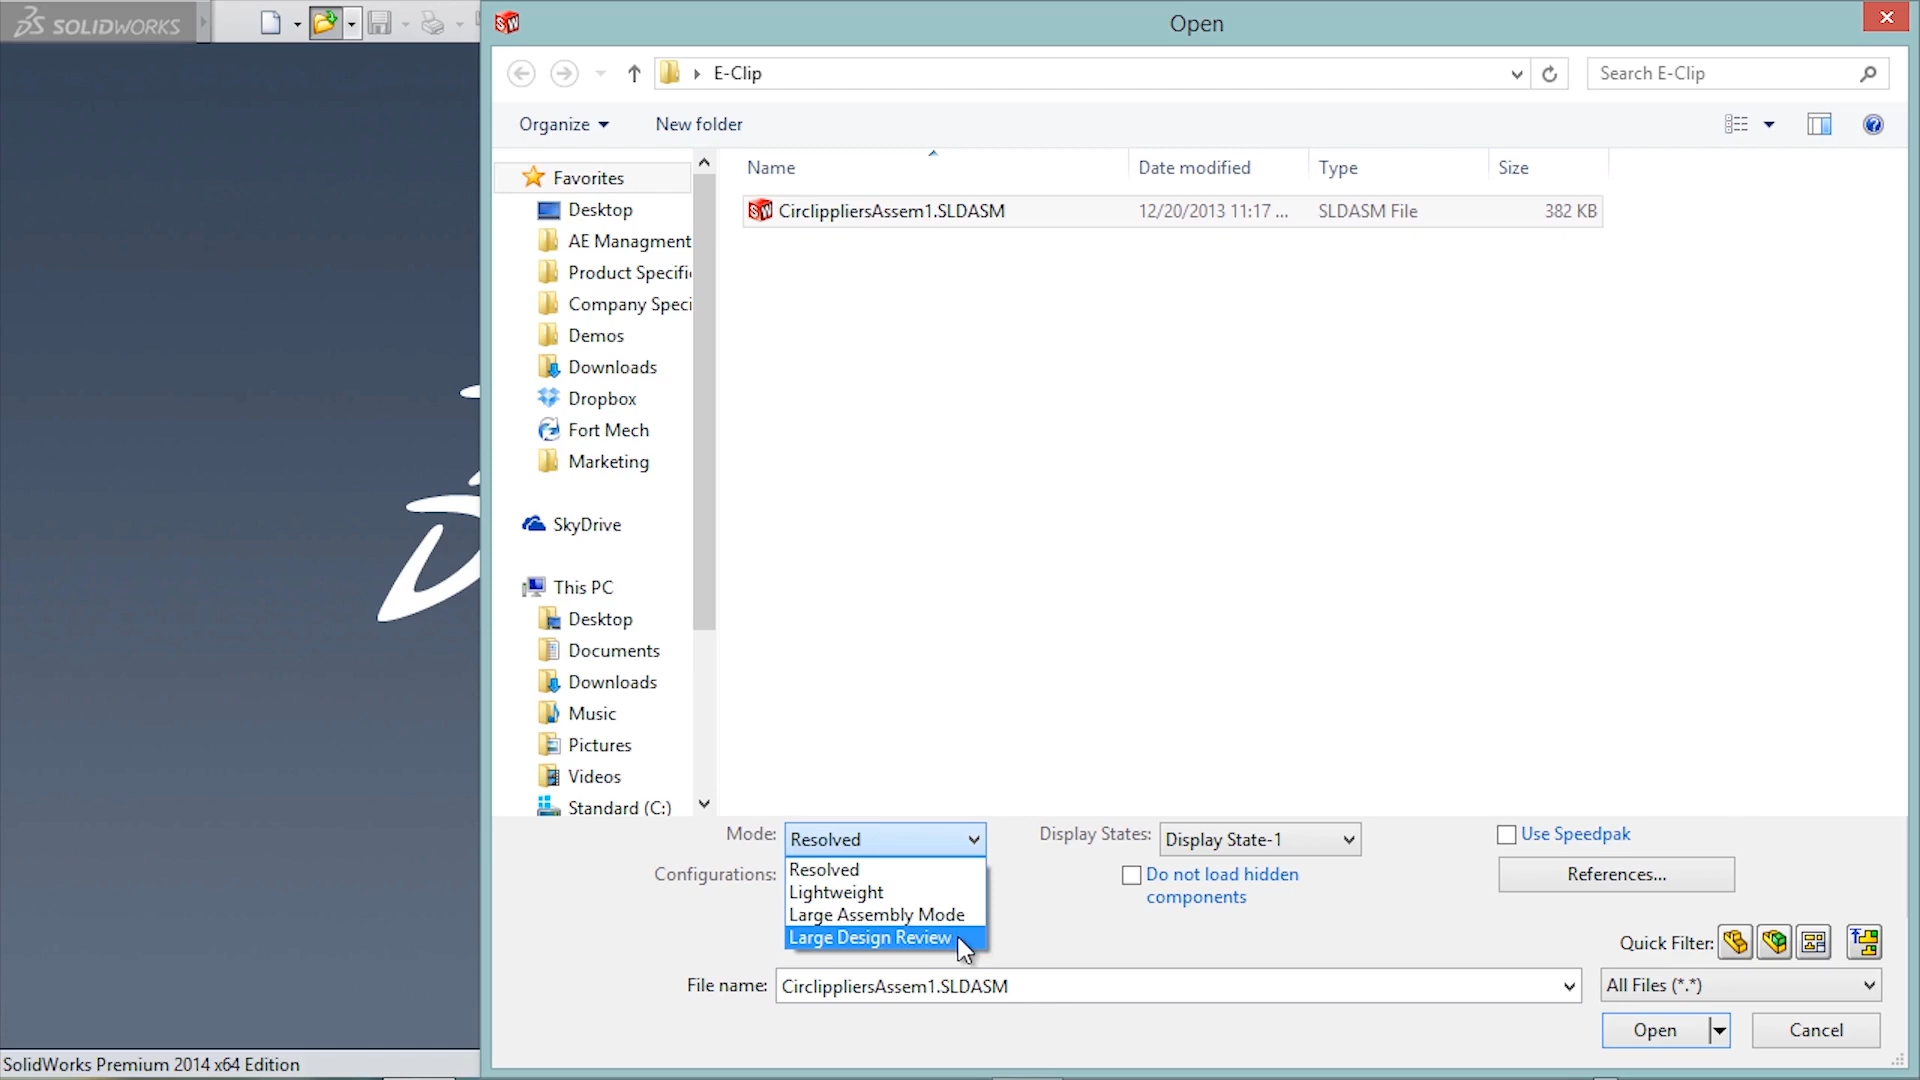 SOLIDWORKS
Open
E-Clip
Search E-Clip
Organize
New folder
Name
Date modified
Type
Size
CirclippliersAssem1.SLDASM
12/20/2013 11:17 ...
SLDASM File
382 KB
Favorites
Desktop
AE Managment
Product Specifi
Company Speci
Demos
Downloads
Dropbox
Fort Mech
Marketing
SkyDrive
This PC
Desktop
Documents
Downloads
Music
Pictures
Videos
Standard (C:)
Mode:
Resolved
Display States:
Display State-1
Use Speedpak
Configurations:
Resolved
Lightweight
Large Assembly Mode
Large Design Review
Do not load hidden
components
References...
Quick Filter:
File name:
CirclippliersAssem1.SLDASM
All Files (*.*)
Open
Cancel
SolidWorks Premium 2014 x64 Edition